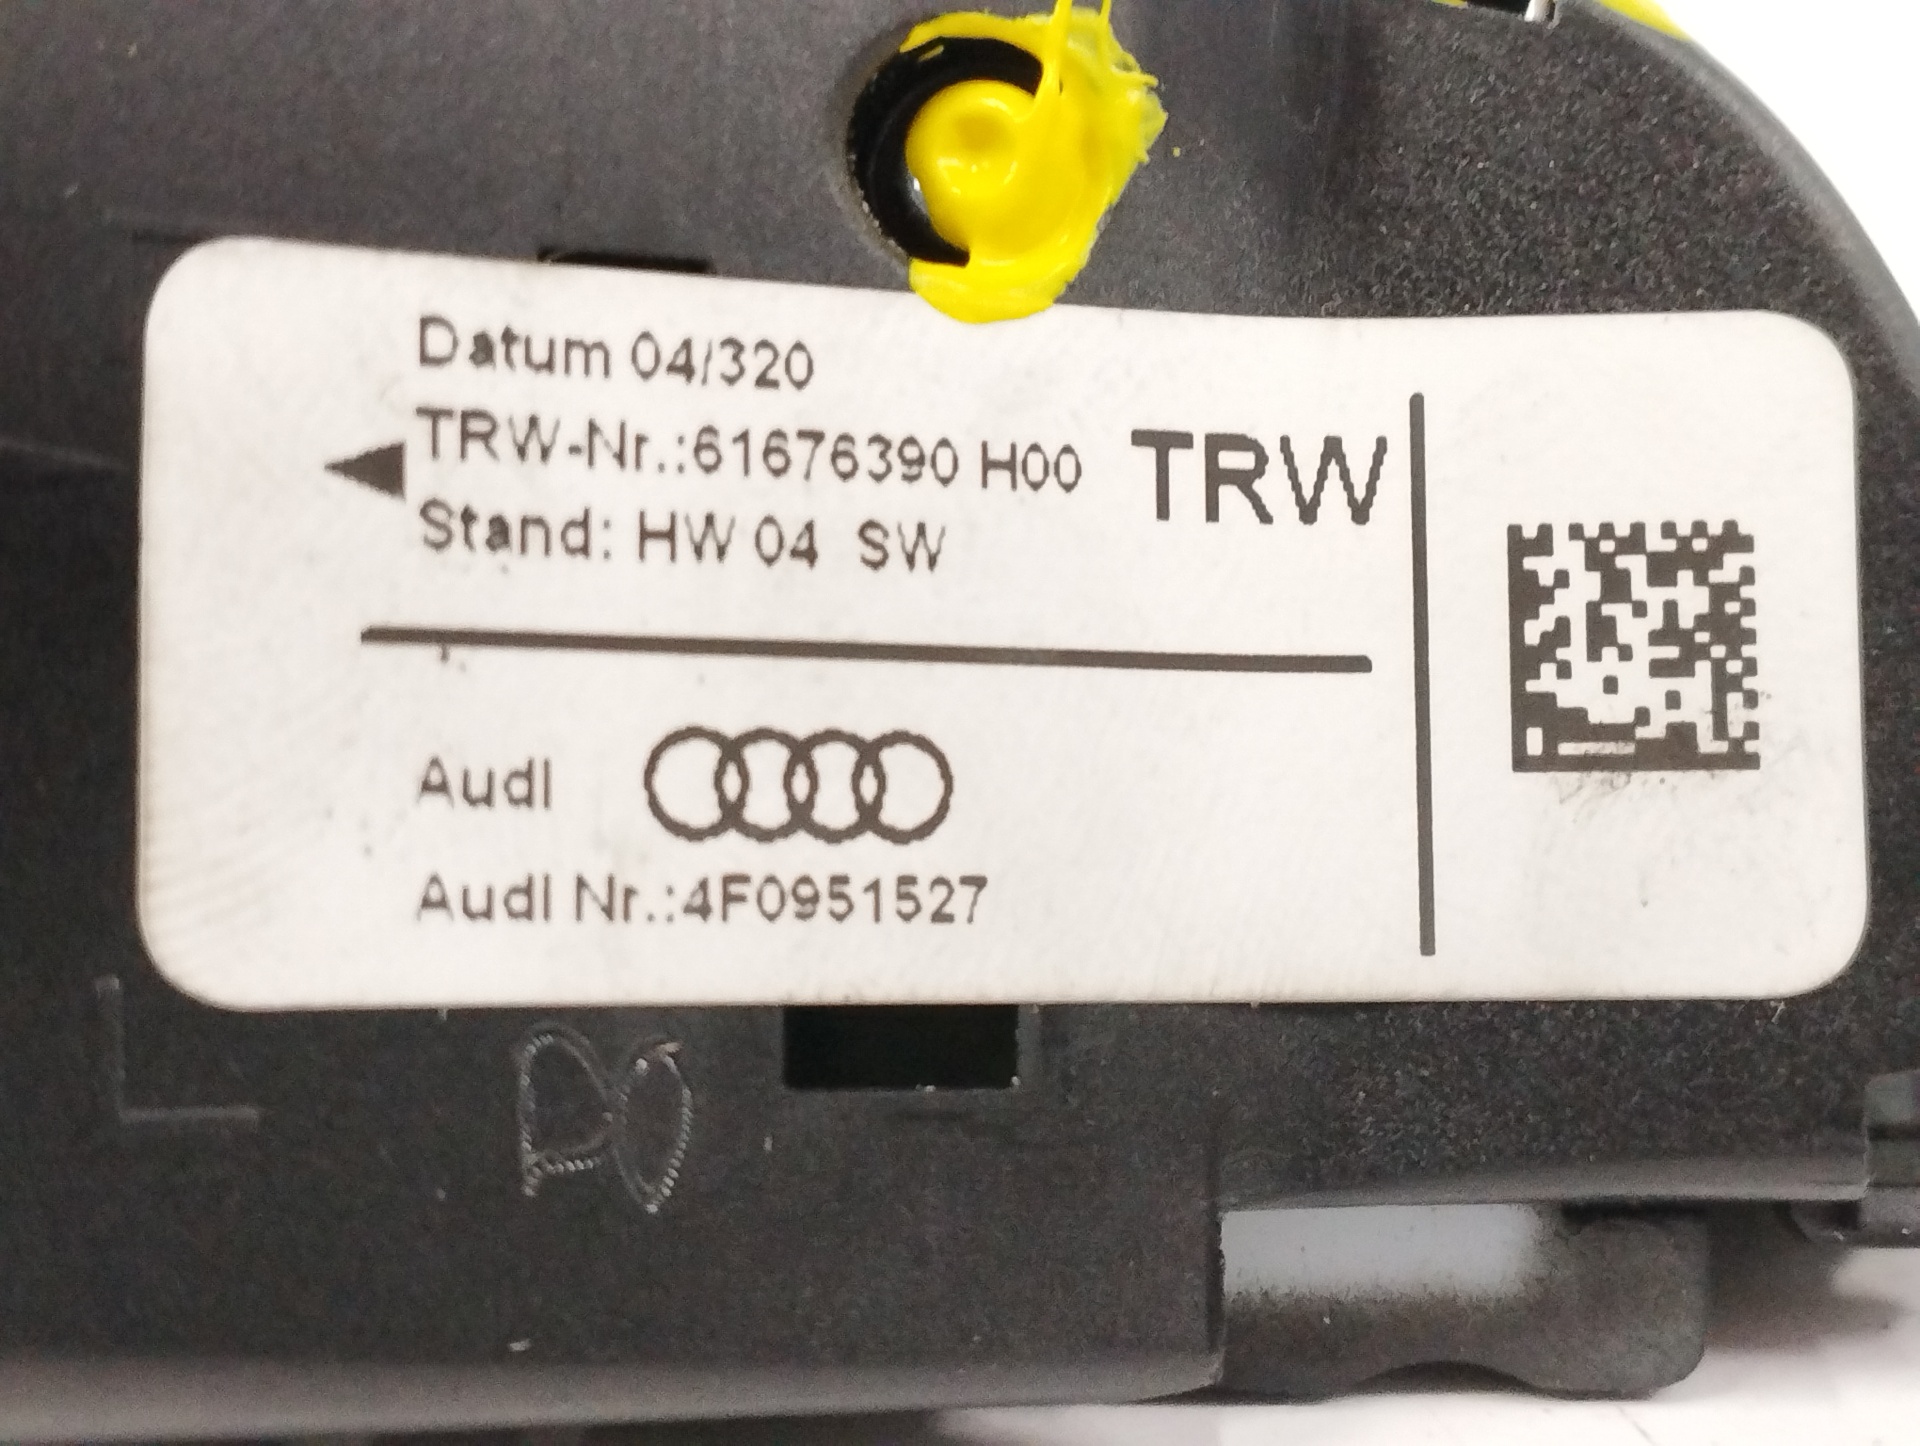 Datum 04/320
TRW-Nr.:61676390 H00
TRW
Stand: HW 04 SW
Audi
Audi Nr.:4F0951527